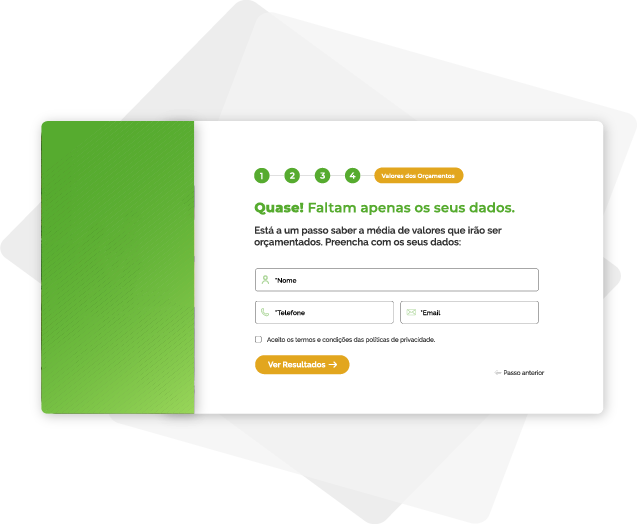 1 2 3 4 Valores dos Orçamentos
Quase! Faltam apenas os seus dados.
Está a um passo saber a média de valores que irão ser
orçamentados. Preencha com os seus dados:
*Nome
*Telefone *Email
Aceito os termos e condições das políticas de privacidade.
Ver Resultados →
← Passo anterior